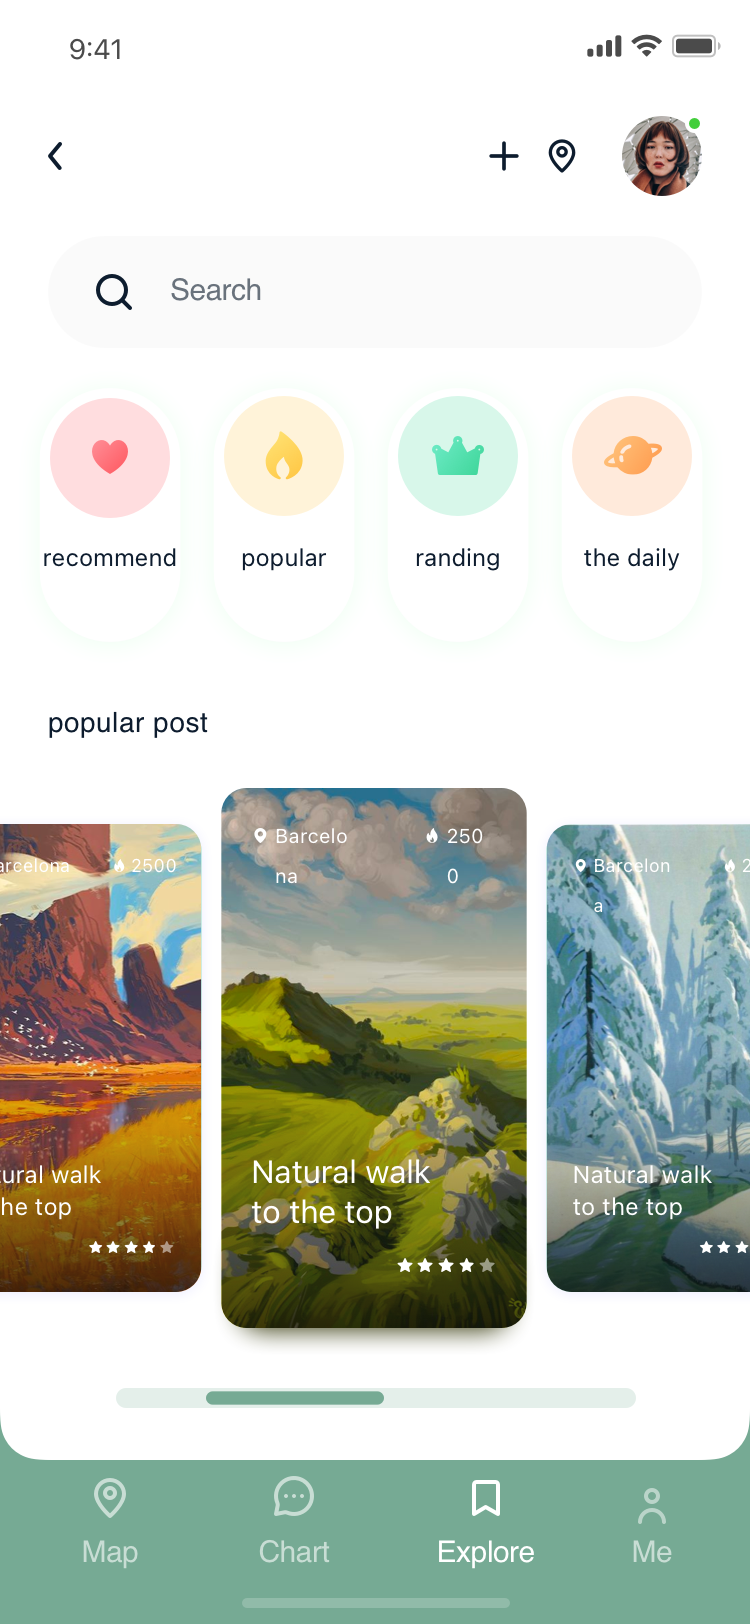 9:41
Search
recommend
popular
randing
the daily
popular post
arcelona 2500
Barcelo 250
na 0
Barcelon 2
a
tural walk
he top
Natural walk
to the top
Natural walk
to the top
Map
Chart
Explore
Me